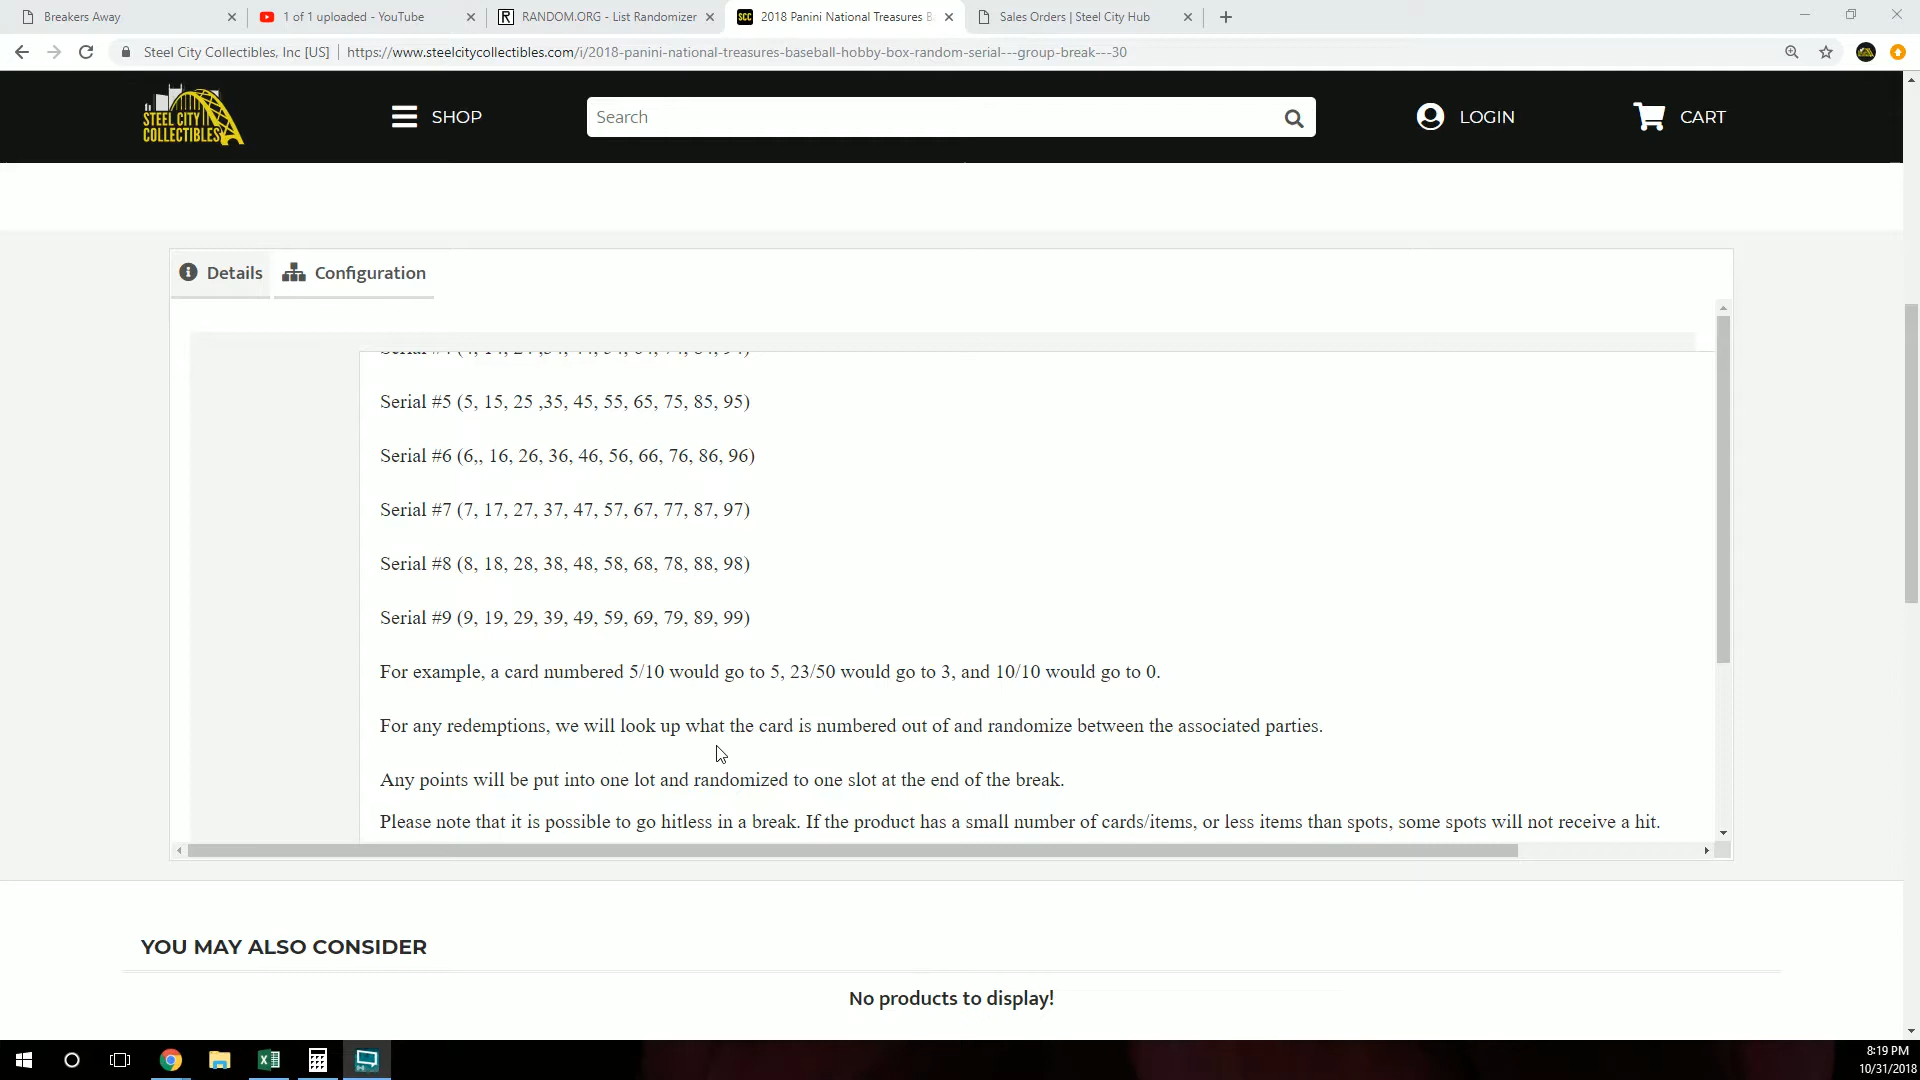 Breakers Away
1 of 1 uploaded - YouTube
RANDOM.ORG - List Randomizer
2018 Panini National Treasures B
Sales Orders | Steel City Hub
Steel City Collectibles, Inc [US]
https://www.steelcitycollectibles.com/i/2018-panini-national-treasures-baseball-hobby-box-random-serial---group-break---30
STEEL CITY
COLLECTIBLES
SHOP
Search
LOGIN
CART
Details
Configuration
Serial #5 (5, 15, 25 ,35, 45, 55, 65, 75, 85, 95)
Serial #6 (6,, 16, 26, 36, 46, 56, 66, 76, 86, 96)
Serial #7 (7, 17, 27, 37, 47, 57, 67, 77, 87, 97)
Serial #8 (8, 18, 28, 38, 48, 58, 68, 78, 88, 98)
Serial #9 (9, 19, 29, 39, 49, 59, 69, 79, 89, 99)
For example, a card numbered 5/10 would go to 5, 23/50 would go to 3, and 10/10 would go to 0.
For any redemptions, we will look up what the card is numbered out of and randomize between the associated parties.
Any points will be put into one lot and randomized to one slot at the end of the break.
Please note that it is possible to go hitless in a break. If the product has a small number of cards/items, or less items than spots, some spots will not receive a hit.
YOU MAY ALSO CONSIDER
No products to display!
8:19 PM
10/31/2018